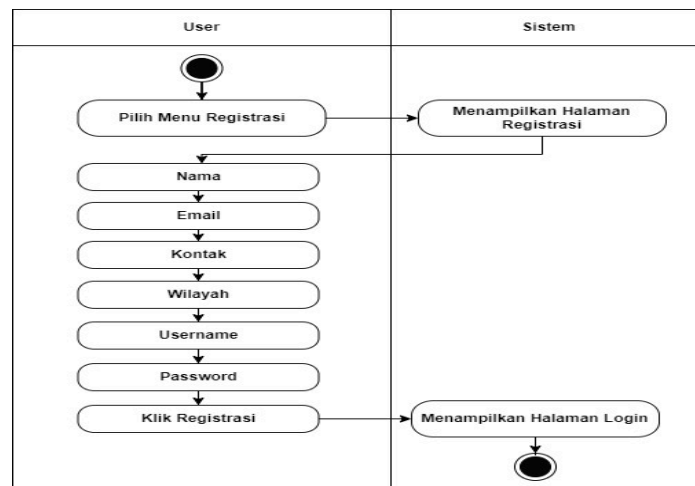 User
Sistem
Pilih Menu Registrasi
Menampilkan Halaman
Registrasi
Nama
Email
Kontak
Wilayah
Username
Password
Klik Registrasi
Menampilkan Halaman Login